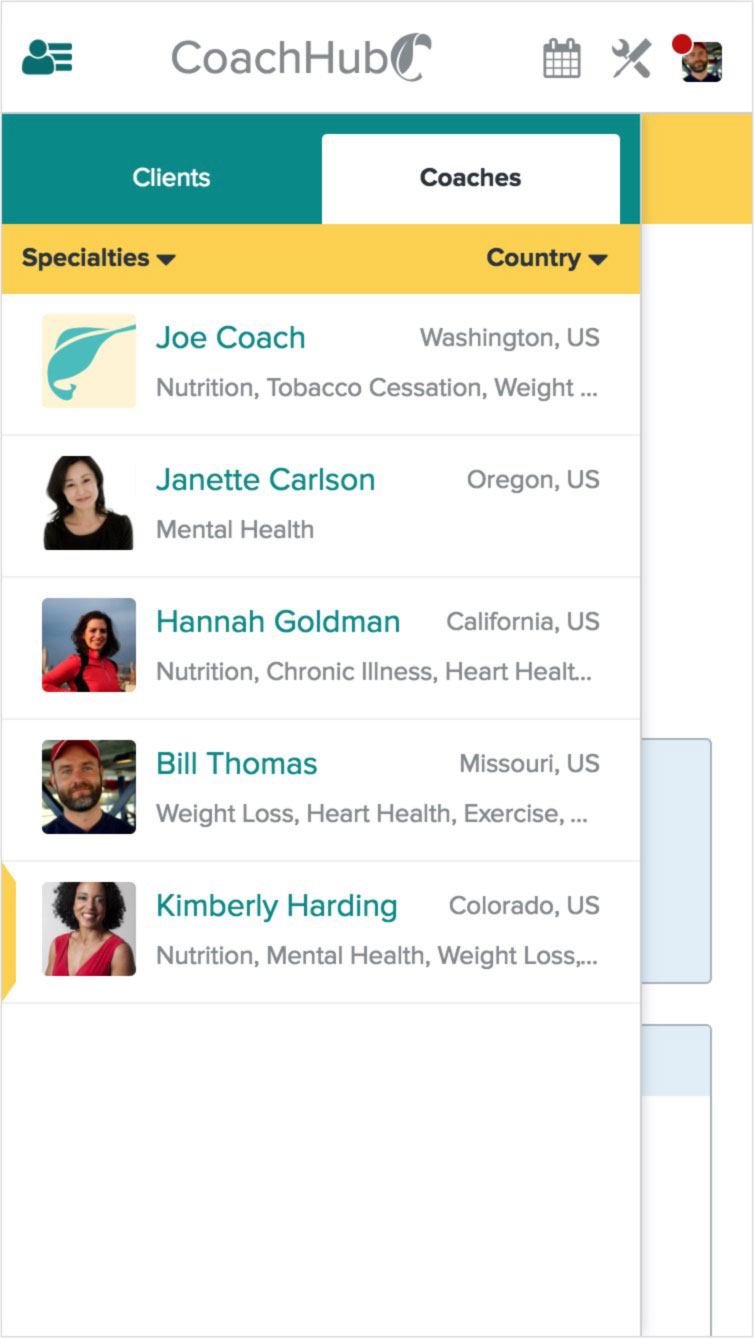 CoachHub
Clients Coaches
Specialties Country
Joe Coach Washington, US
Nutrition, Tobacco Cessation, Weight ...
Janette Carlson Oregon, US
Mental Health
Hannah Goldman California, US
Nutrition, Chronic Illness, Heart Healt...
Bill Thomas Missouri, US
Weight Loss, Heart Health, Exercise, ...
Kimberly Harding Colorado, US
Nutrition, Mental Health, Weight Loss,...